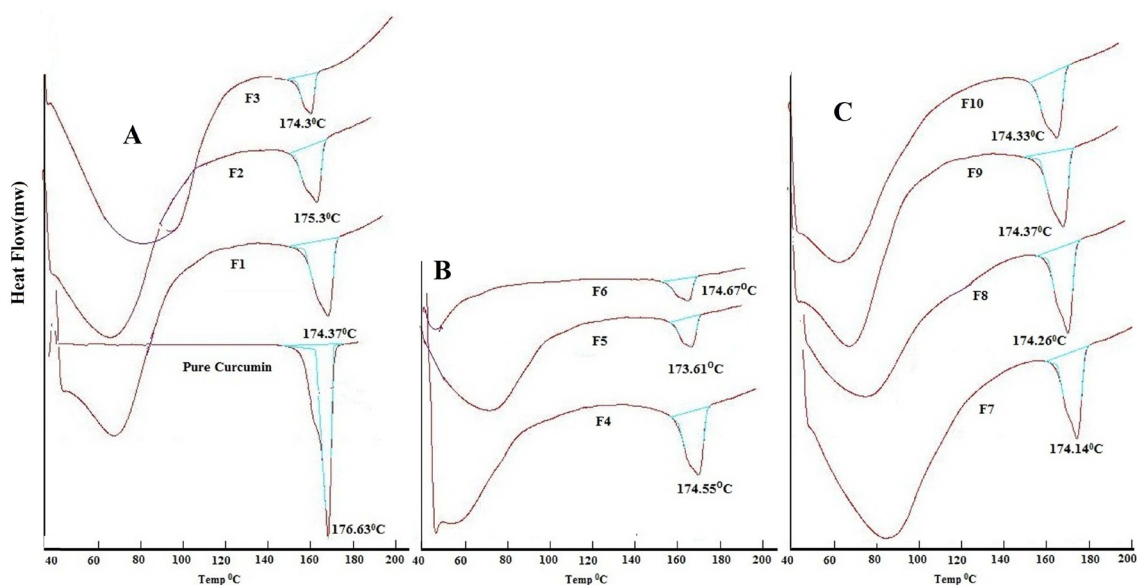 Heat Flow(mw)
A
F3
174.3⁰C
F2
175.3⁰C
F1
174.37⁰C
Pure Curcumin
176.63⁰C
40 60 80 100 120 140 160 180 200
Temp ⁰C
B
F6
174.67⁰C
F5
173.61⁰C
F4
174.55⁰C
40 60 80 100 120 140 160 180 200
Temp ⁰C
C
F10
174.33⁰C
F9
174.37⁰C
F8
174.26⁰C
F7
174.14⁰C
40 60 80 100 120 140 160 180 200
Temp ⁰C